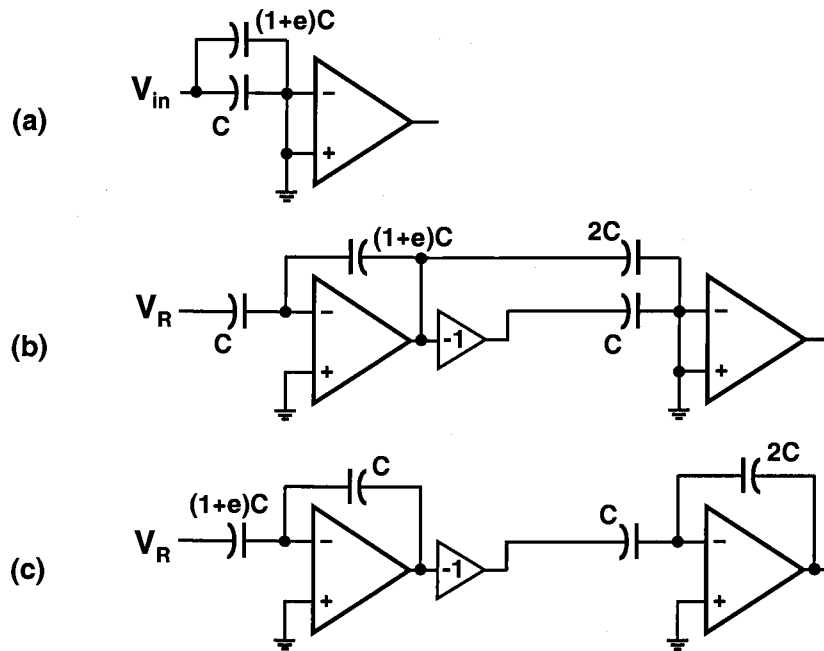 (1+e)C
V_in
C
−
+
(a)
(1+e)C
2C
V_R
C
−
+
-1
C
−
+
(b)
C
2C
(1+e)C
V_R
C
−
+
-1
−
+
(c)